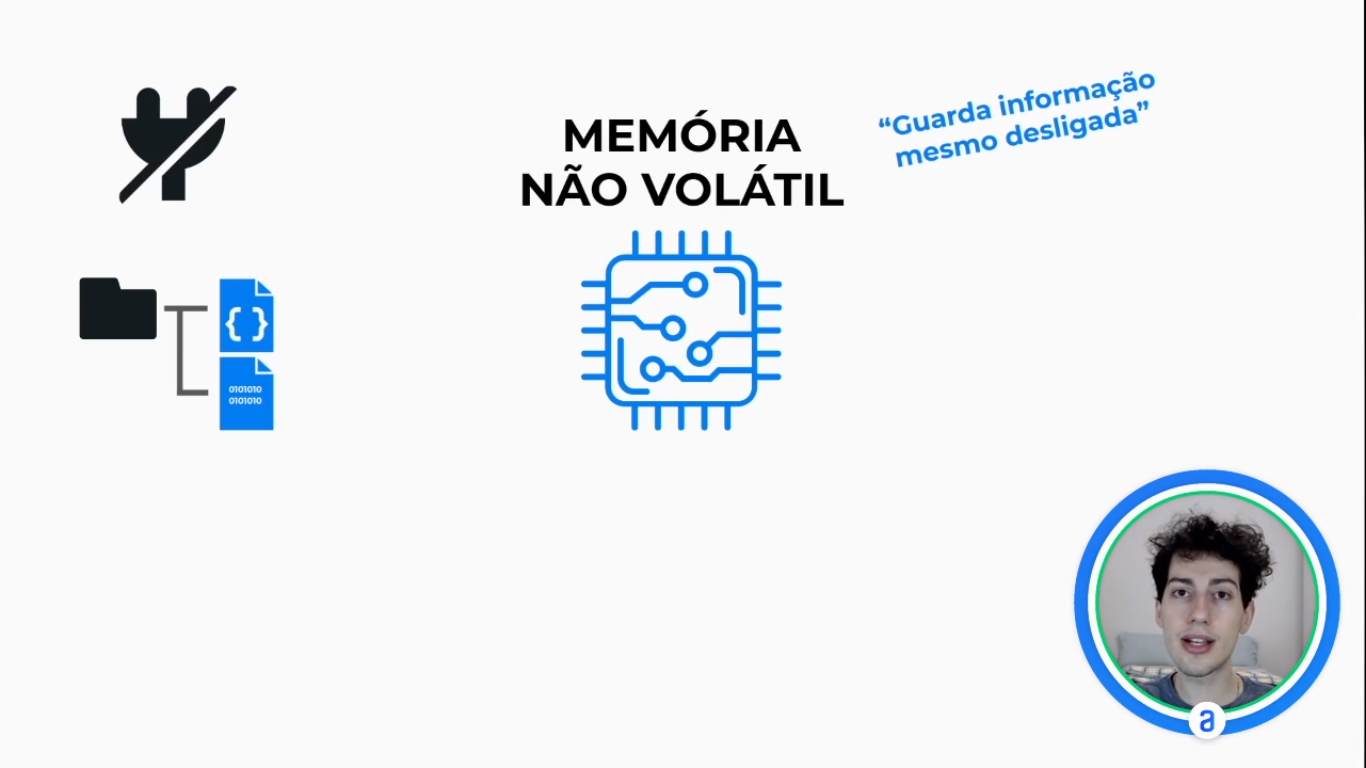 MEMÓRIA
NÃO VOLÁTIL
“Guarda informação
mesmo desligada”
{ }
0101010
0101010
a